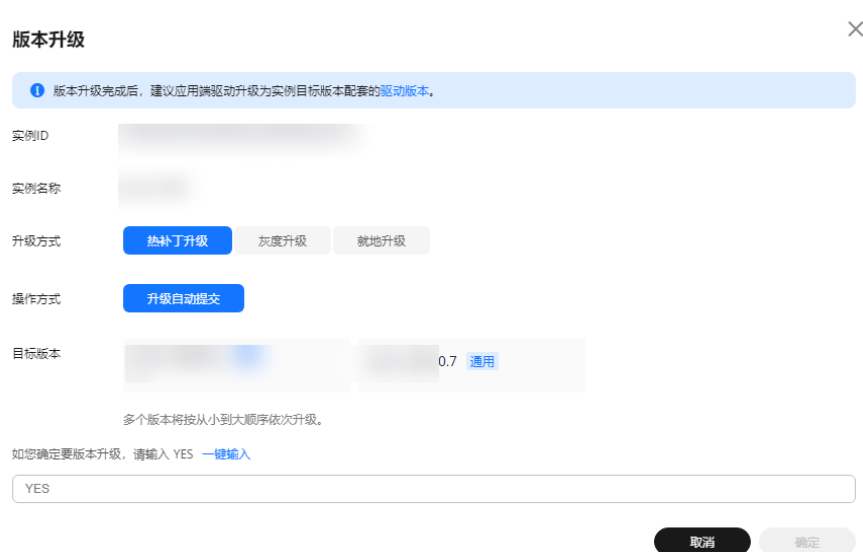 版本升级
版本升级完成后，建议应用端驱动升级为实例目标版本配套的驱动版本。
实例ID
实例名称
升级方式 热补丁升级 灰度升级 就地升级
操作方式 升级自动提交
目标版本 0.7 通用
多个版本将按从小到大顺序依次升级。
如您确定要版本升级，请输入 YES 一键输入
YES
取消 确定